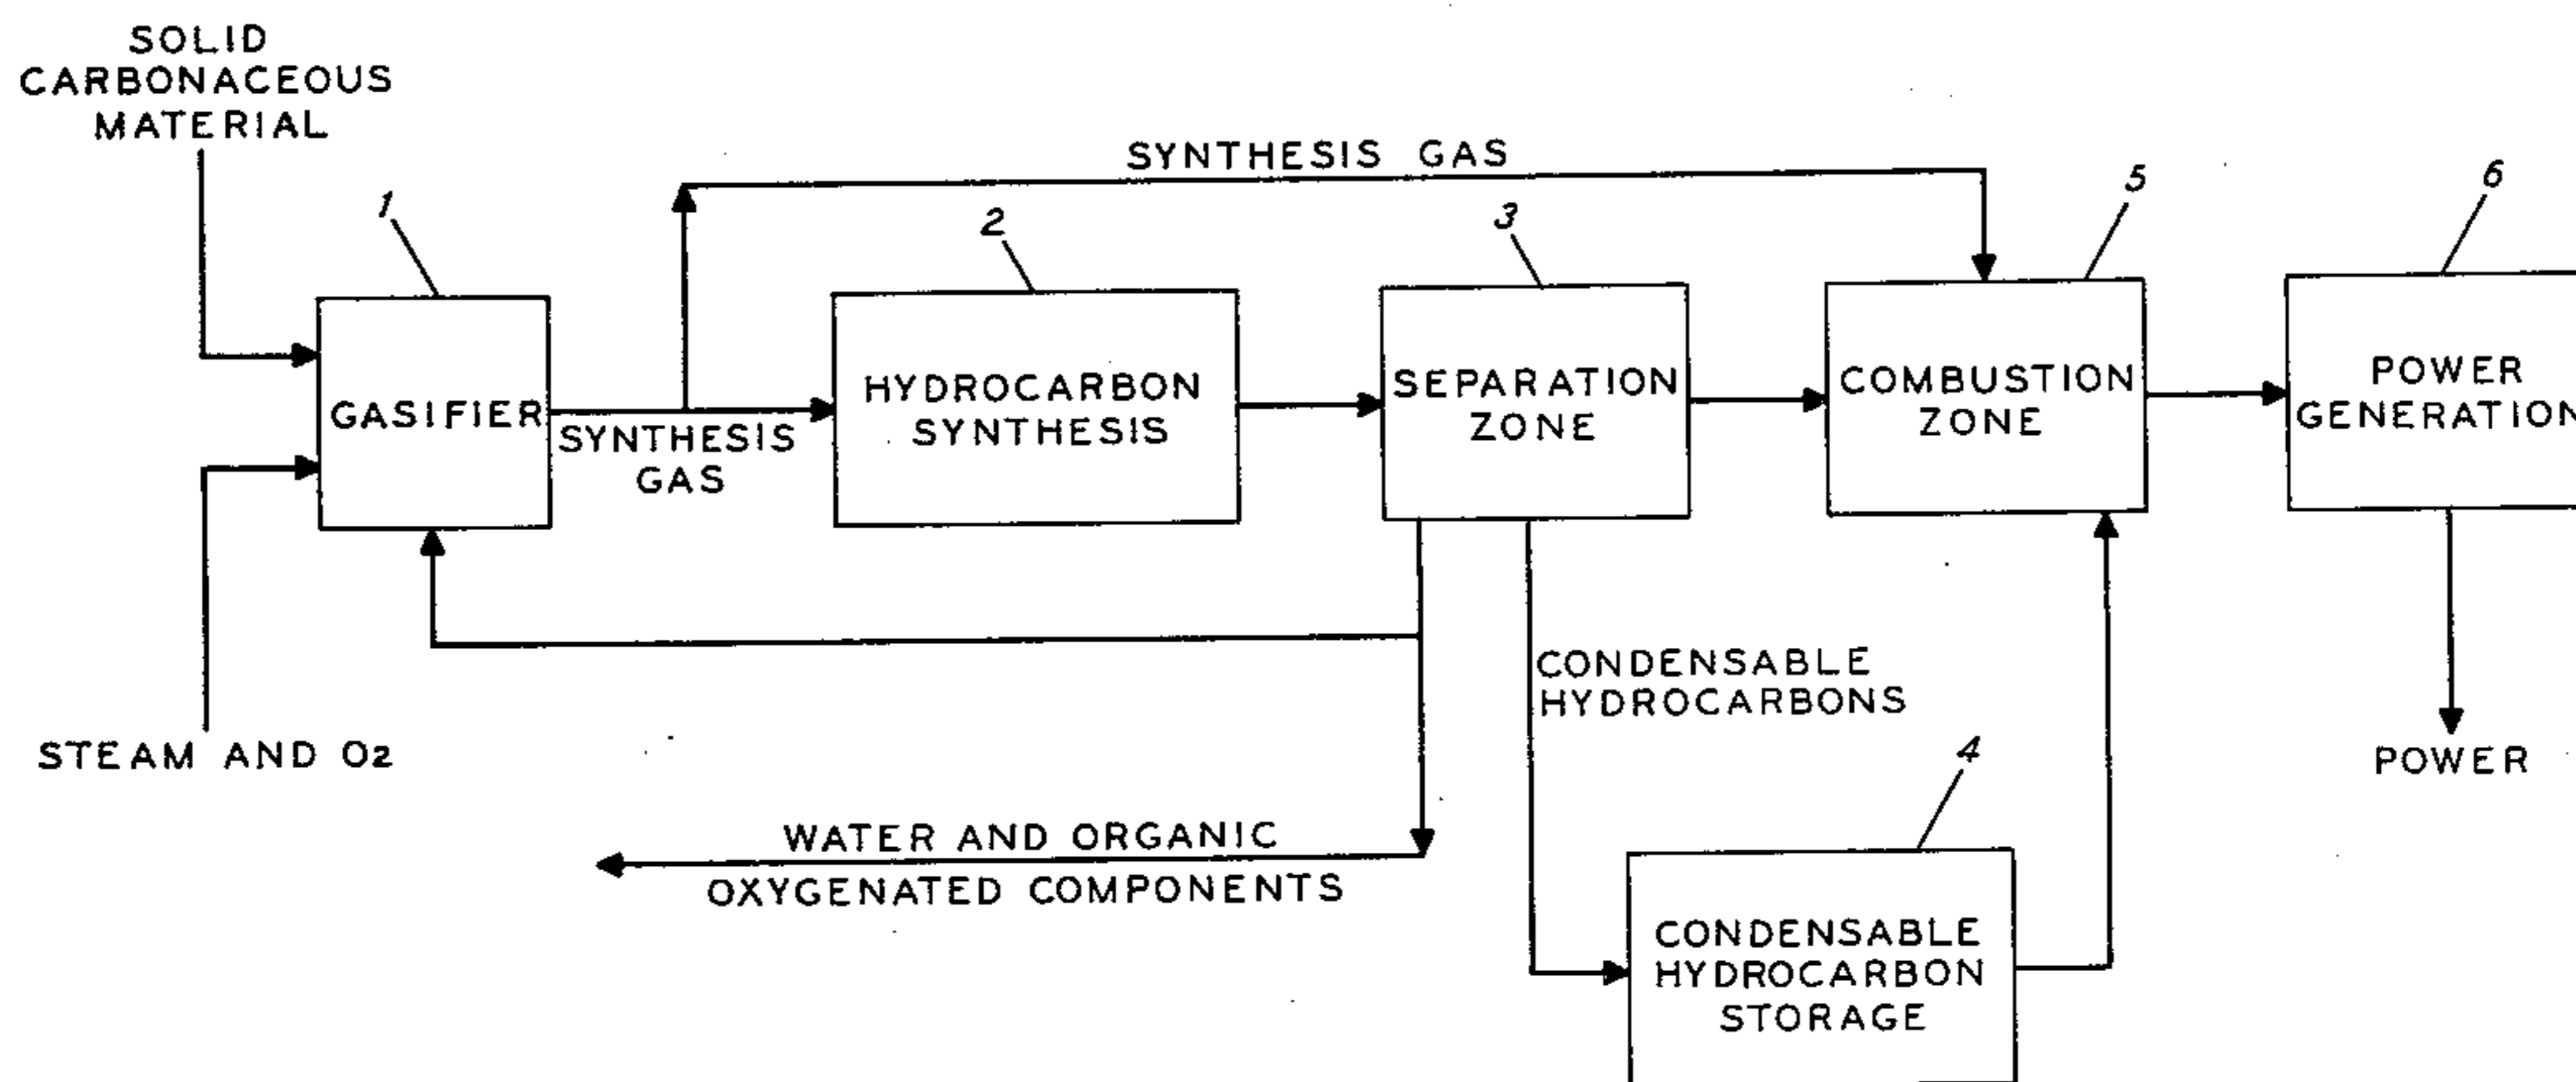 SOLID
CARBONACEOUS
MATERIAL
SYNTHESIS GAS
1
2
3
5
6
GASIFIER
SYNTHESIS
GAS
HYDROCARBON
SYNTHESIS
SEPARATION
ZONE
COMBUSTION
ZONE
POWER
GENERATION
CONDENSABLE
HYDROCARBONS
STEAM AND O2
POWER
4
WATER AND ORGANIC
OXYGENATED COMPONENTS
CONDENSABLE
HYDROCARBON
STORAGE